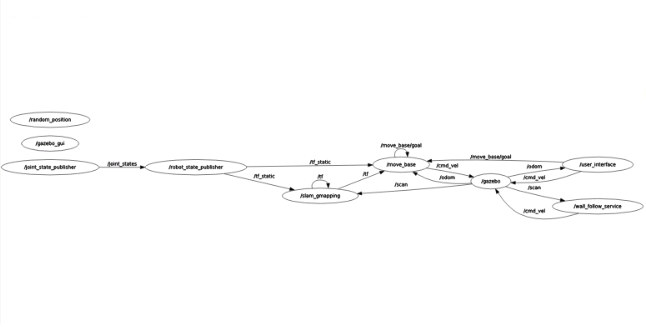 /random_position
/gazebo_gui
/joint_state_publisher
/joint_states
/robot_state_publisher
/tf_static
/tf_static
/tf
/slam_gmapping
/tf
/move_base/goal
/move_base
/scan
/cmd_vel
/odom
/move_base/goal
/gazebo
/odom
/cmd_vel
/user_interface
/scan
/wall_follow_service
/cmd_vel